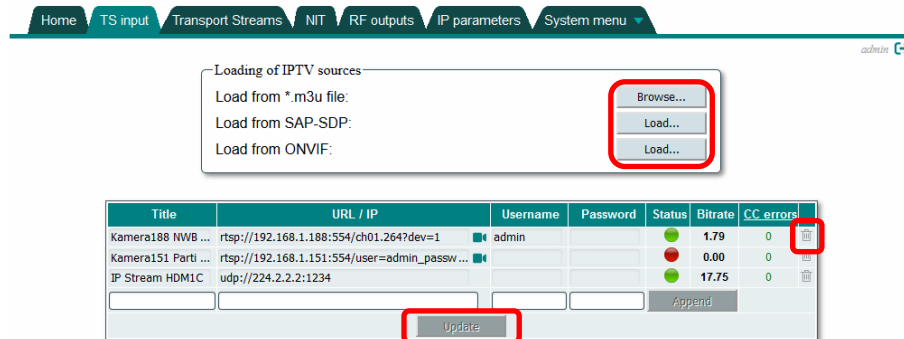 Home TS input Transport Streams NIT RF outputs IP parameters System menu
admin
Loading of IPTV sources
Load from *.m3u file: Browse...
Load from SAP-SDP: Load...
Load from ONVIF: Load...
Title URL / IP Username Password Status Bitrate CC errors
Kamera188 NWB ... rtsp://192.168.1.188:554/ch01.264?dev=1 admin 1.79 0
Kamera151 Parti ... rtsp://192.168.1.151:554/user=admin_passw ... 0.00 0
IP Stream HDM1C udp://224.2.2.2:1234 17.75 0
Append
Update